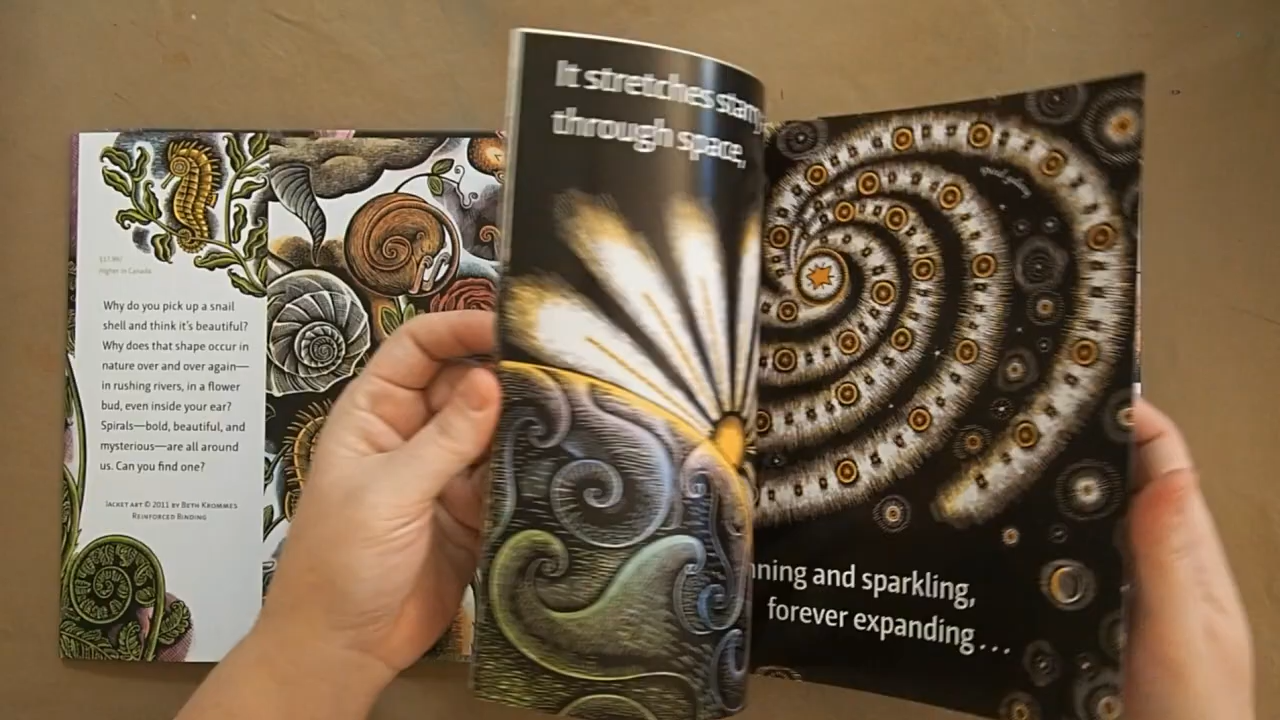 $17.99/
Higher in Canada
Why do you pick up a snail
shell and think it's beautiful?
Why does that shape occur in
nature over and over again—
in rushing rivers, in a flower
bud, even inside your ear?
Spirals—bold, beautiful, and
mysterious—are all around
us. Can you find one?
Jacket art © 2011 by Beth Krommes
Reinforced Binding
It stretches starry
through space,
spiral galaxy
nning and sparkling,
forever expanding...